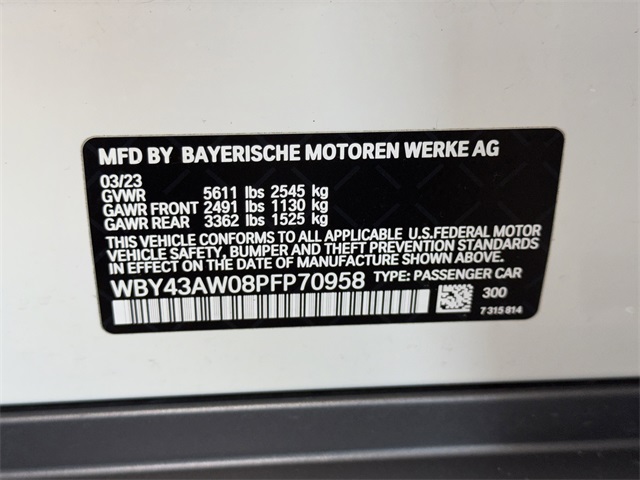 MFD BY BAYERISCHE MOTOREN WERKE AG
03/23
GVWR 5611 lbs 2545 kg
GAWR FRONT 2491 lbs 1130 kg
GAWR REAR 3362 lbs 1525 kg
THIS VEHICLE CONFORMS TO ALL APPLICABLE U.S.FEDERAL MOTOR
VEHICLE SAFETY, BUMPER AND THEFT PREVENTION STANDARDS
IN EFFECT ON THE DATE OF MANUFACTURE SHOWN ABOVE.
WBY43AW08PFP70958 TYPE: PASSENGER CAR
300
7 315 814